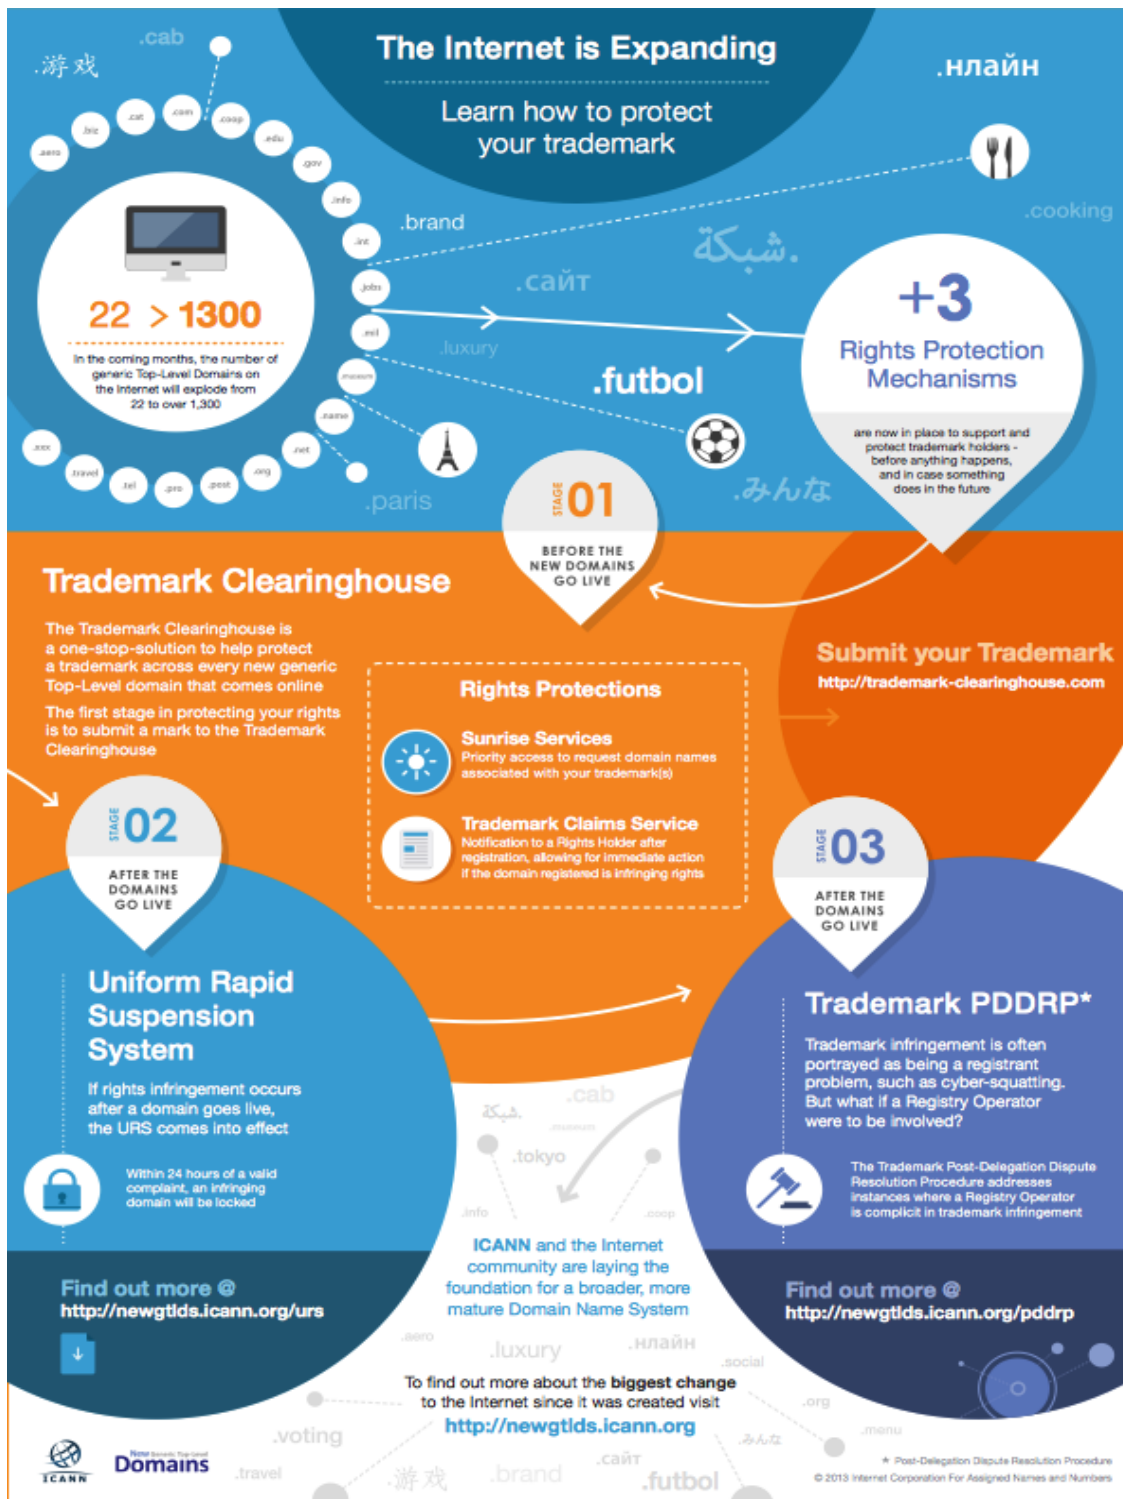 The Internet is Expanding
Learn how to protect
your trademark
.cab
.游戏
.нлайн
.aero
.biz
.cat
.com
.coop
.edu
.gov
.info
.int
.jobs
.mil
.museum
.name
.net
.org
.post
.pro
.tel
.travel
.xxx
22 > 1300
In the coming months, the number of
generic Top-Level Domains on
the Internet will explode from
22 to over 1,300
.brand
.cooking
شبكة.
.сайт
.luxury
.futbol
.paris
.みんな
+3
Rights Protection
Mechanisms
are now in place to support and
protect trademark holders -
before anything happens,
and in case something
does in the future
STAGE 01
BEFORE THE
NEW DOMAINS
GO LIVE
Trademark Clearinghouse
The Trademark Clearinghouse is
a one-stop-solution to help protect
a trademark across every new generic
Top-Level domain that comes online
The first stage in protecting your rights
is to submit a mark to the Trademark
Clearinghouse
Rights Protections
Sunrise Services
Priority access to request domain names
associated with your trademark(s)
Trademark Claims Service
Notification to a Rights Holder after
registration, allowing for immediate action
if the domain registered is infringing rights
Submit your Trademark
http://trademark-clearinghouse.com
STAGE 02
AFTER THE
DOMAINS
GO LIVE
Uniform Rapid
Suspension
System
If rights infringement occurs
after a domain goes live,
the URS comes into effect
Within 24 hours of a valid
complaint, an infringing
domain will be locked
Find out more @
http://newgtlds.icann.org/urs
STAGE 03
AFTER THE
DOMAINS
GO LIVE
Trademark PDDRP*
Trademark infringement is often
portrayed as being a registrant
problem, such as cyber-squatting.
But what if a Registry Operator
were to be involved?
The Trademark Post-Delegation Dispute
Resolution Procedure addresses
instances where a Registry Operator
is complicit in trademark infringement
Find out more @
http://newgtlds.icann.org/pddrp
.cab
شبكة.
.museum
.tokyo
.info
.coop
ICANN and the Internet
community are laying the
foundation for a broader, more
mature Domain Name System
.aero
.luxury
.нлайн
.social
To find out more about the biggest change
to the Internet since it was created visit
http://newgtlds.icann.org
.org
.voting
.menu
.みんな
.travel
.游戏
.brand
.сайт
.futbol
ICANN
New Generic Top-Level
Domains
* Post-Delegation Dispute Resolution Procedure
© 2013 Internet Corporation For Assigned Names and Numbers